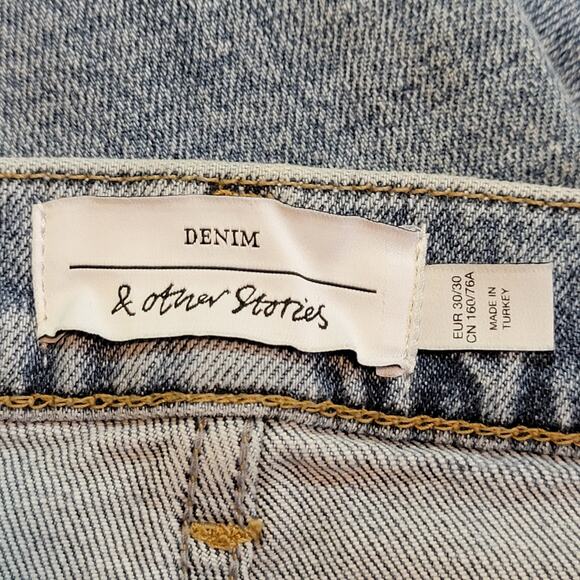 DENIM
& other Stories
EUR 30/30
CN 160/76A
MADE IN
TURKEY